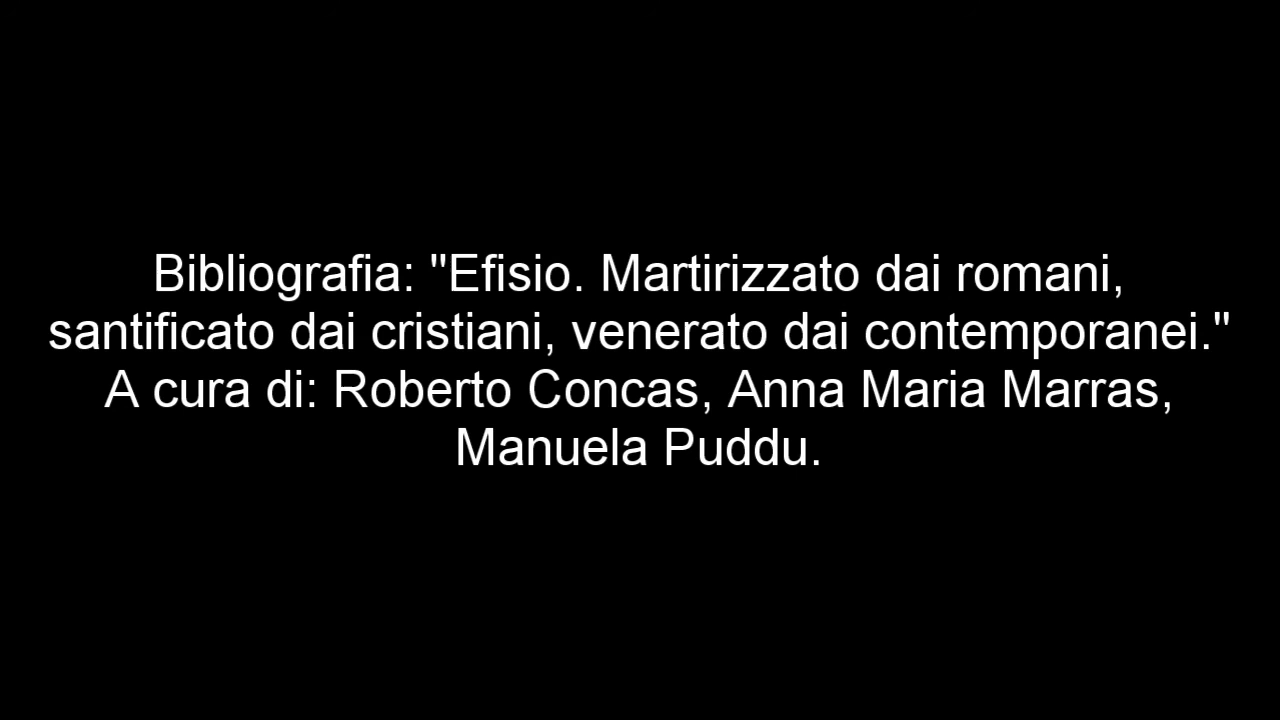 Bibliografia: "Efisio. Martirizzato dai romani,
santificato dai cristiani, venerato dai contemporanei."
A cura di: Roberto Concas, Anna Maria Marras,
Manuela Puddu.